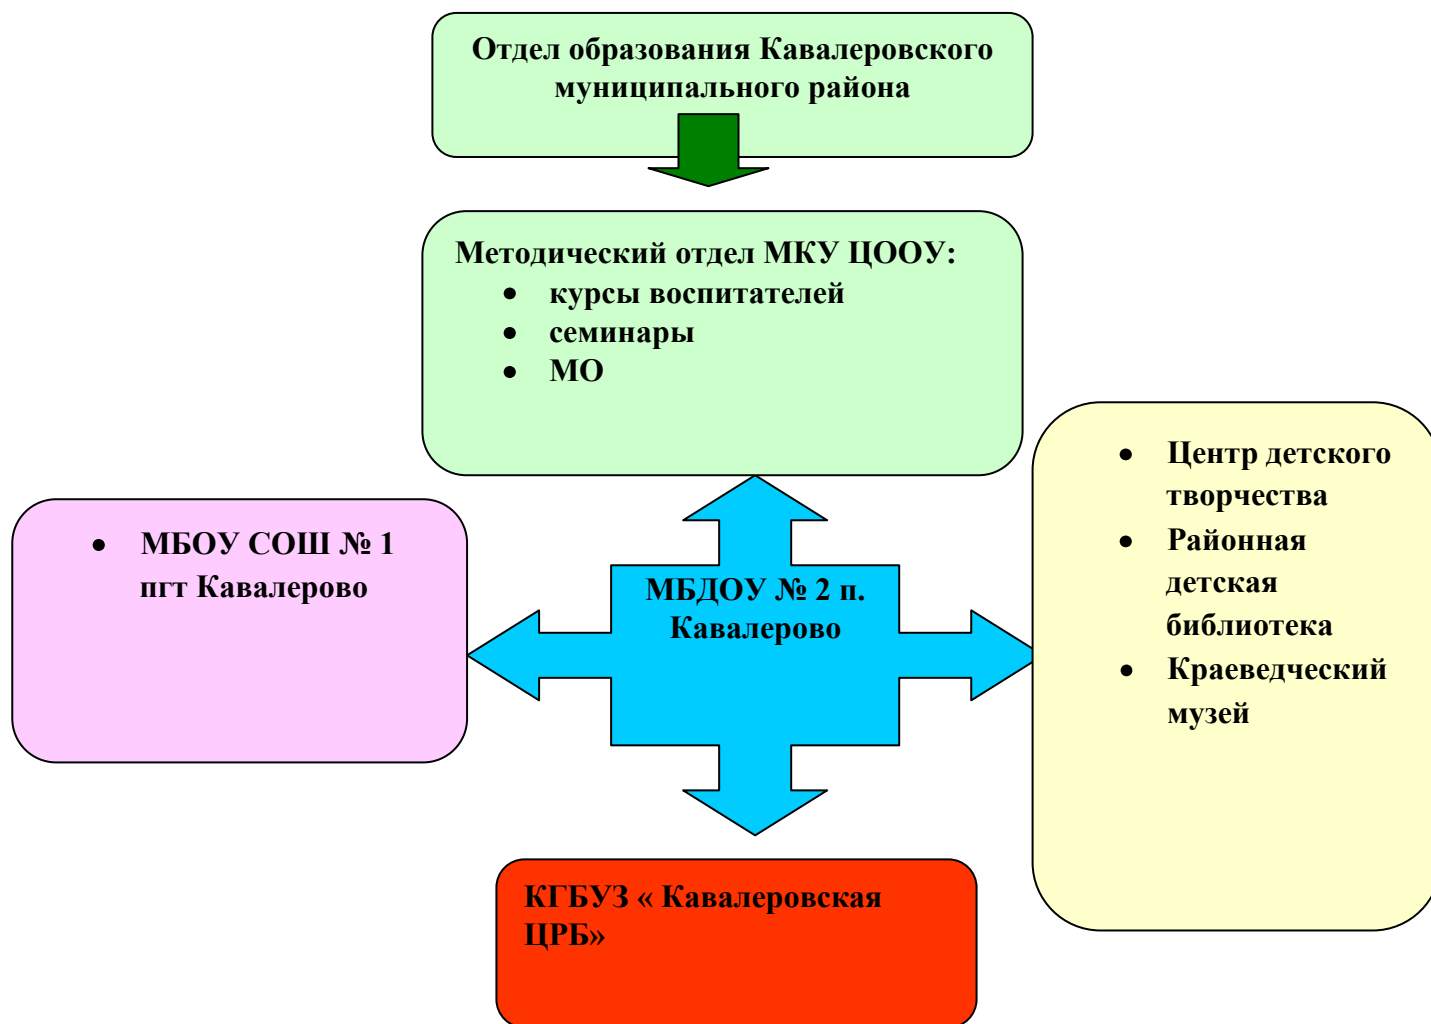 Отдел образования Кавалеровского
муниципального района
Методический отдел МКУ ЦООУ:
• курсы воспитателей
• семинары
• МО
• МБОУ СОШ № 1
пгт Кавалерово
МБДОУ № 2 п.
Кавалерово
• Центр детского
творчества
• Районная
детская
библиотека
• Краеведческий
музей
КГБУЗ « Кавалеровская
ЦРБ»